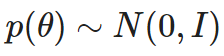 p(θ) ∼ N(0, I)